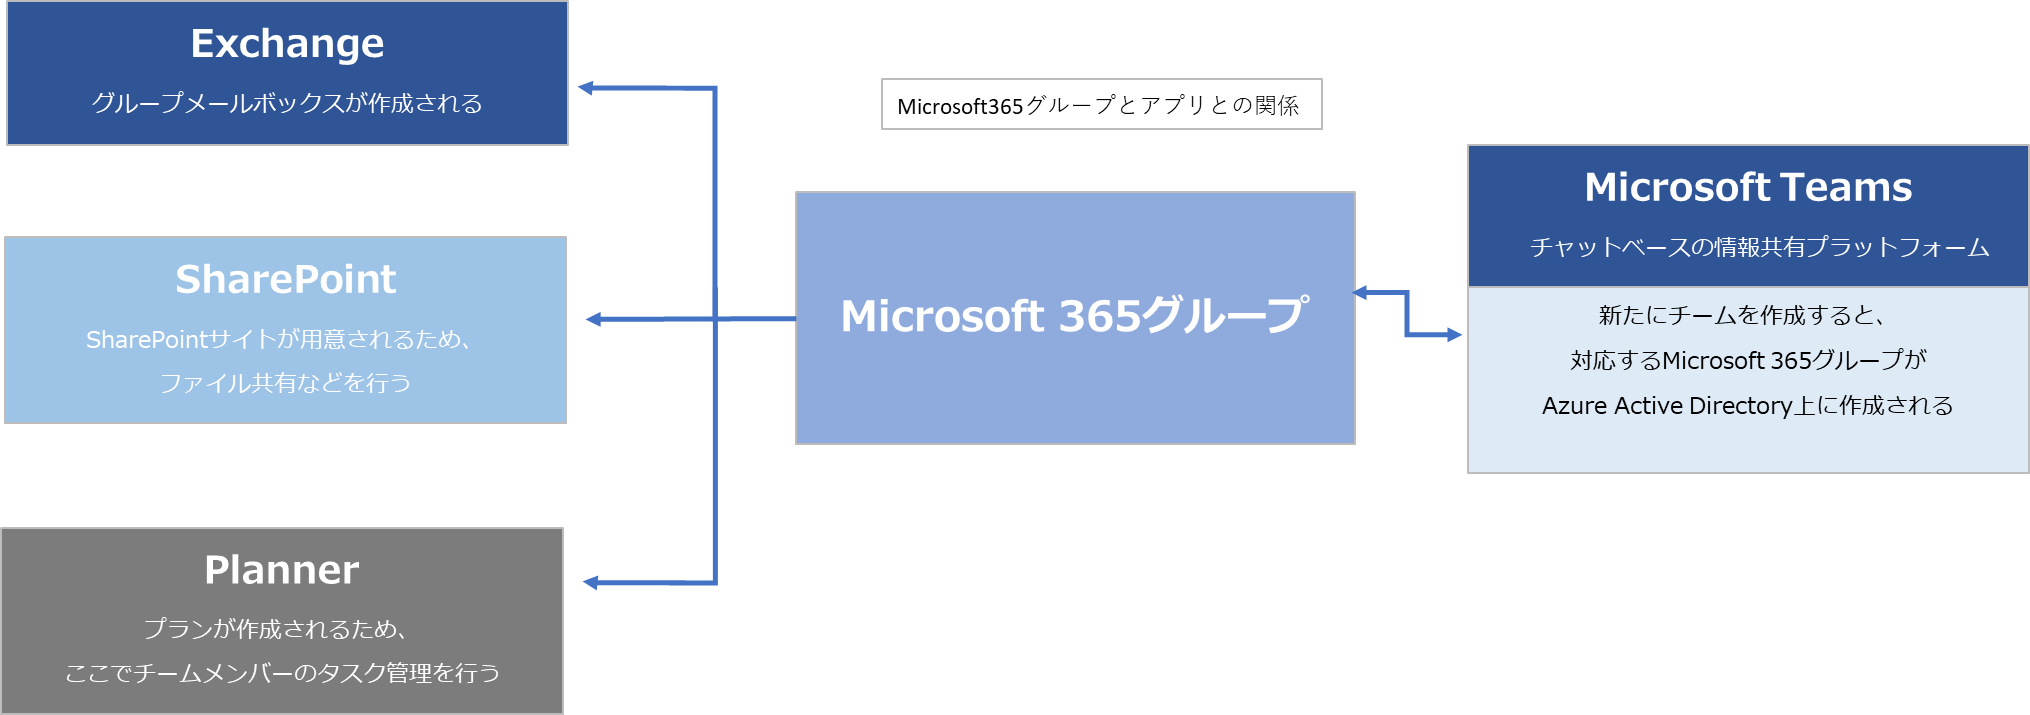 Exchange
グループメールボックスが作成される
SharePoint
SharePointサイトが用意されるため、
ファイル共有などを行う
Planner
プランが作成されるため、
ここでチームメンバーのタスク管理を行う
Microsoft365グループとアプリとの関係
Microsoft 365グループ
Microsoft Teams
チャットベースの情報共有プラットフォーム
新たにチームを作成すると、
対応するMicrosoft 365グループが
Azure Active Directory上に作成される